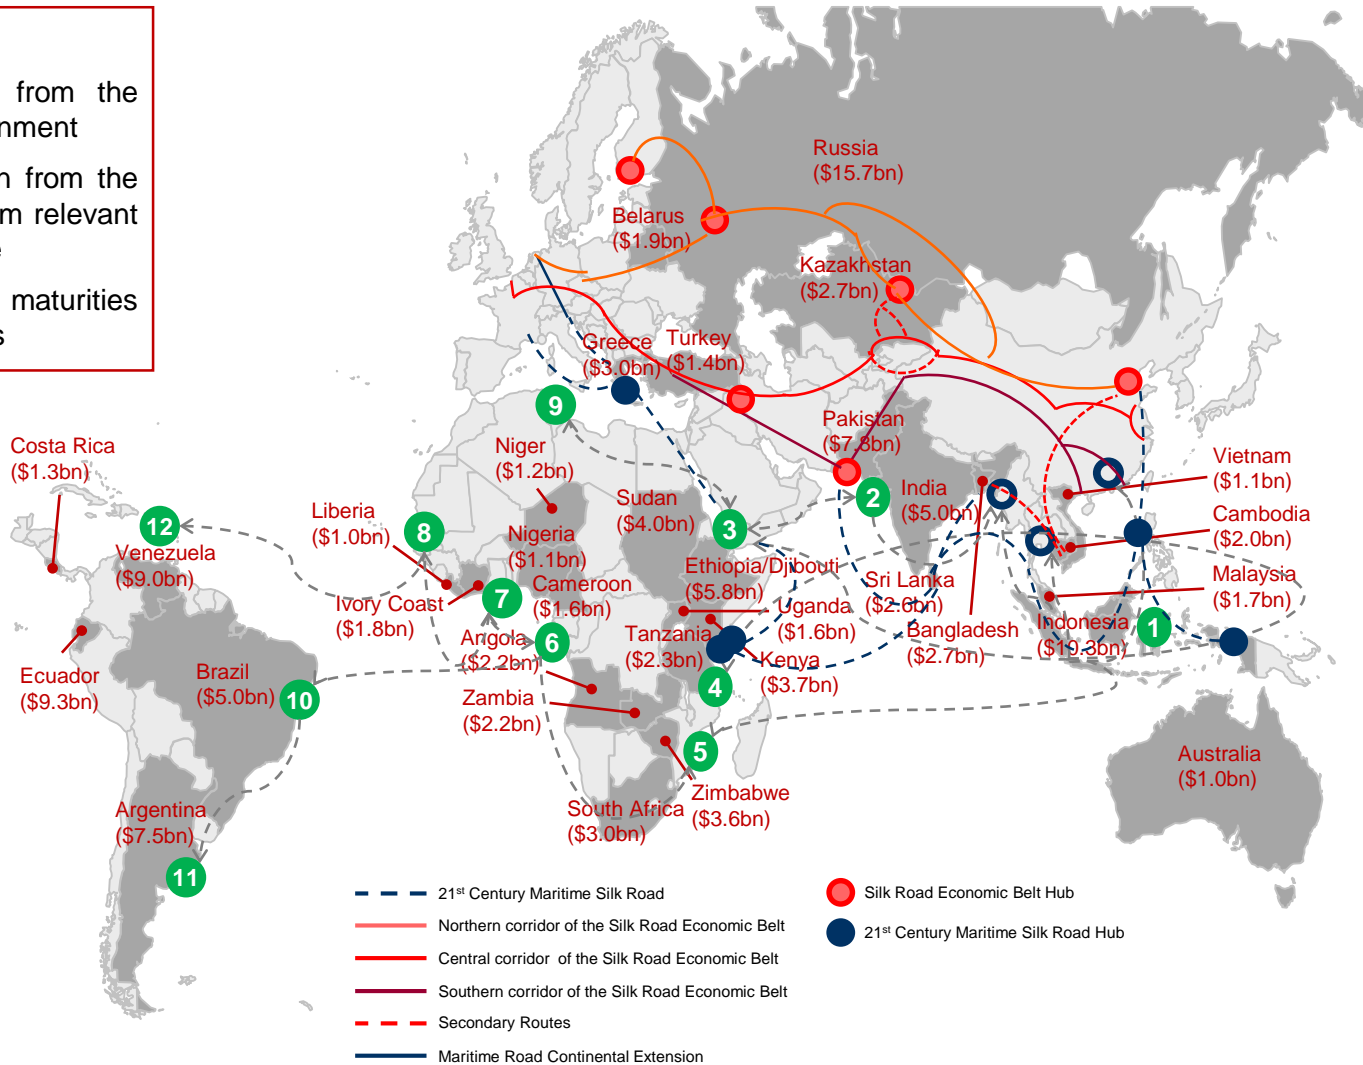 from the
nment
n from the
m relevant
maturities
s
Russia
($15.7bn)
Belarus
($1.9bn)
Kazakhstan
($2.7bn)
Greece
($3.0bn)
Turkey
($1.4bn)
9
Pakistan
($7.8bn)
Costa Rica
($1.3bn)
Niger
($1.2bn)
Vietnam
($1.1bn)
Sudan
($4.0bn)
2
India
($5.0bn)
Liberia
($1.0bn)
12
8
3
Cambodia
($2.0bn)
Nigeria
($1.1bn)
Venezuela
($9.0bn)
Ethiopia/Djibouti
($5.8bn)
Cameroon
($1.6bn)
Sri Lanka
($2.6bn)
Malaysia
($1.7bn)
7
Ivory Coast
($1.8bn)
Uganda
($1.6bn)
Angola
($2.2bn)
6
Tanzania
($2.3bn)
Bangladesh
($2.7bn)
Indonesia
($19.3bn)
1
Kenya
($3.7bn)
Ecuador
($9.3bn)
Brazil
($5.0bn)
10
Zambia
($2.2bn)
4
5
Australia
($1.0bn)
Argentina
($7.5bn)
South Africa
($3.0bn)
Zimbabwe
($3.6bn)
11
21st Century Maritime Silk Road
Northern corridor of the Silk Road Economic Belt
Central corridor of the Silk Road Economic Belt
Southern corridor of the Silk Road Economic Belt
Secondary Routes
Maritime Road Continental Extension
Silk Road Economic Belt Hub
21st Century Maritime Silk Road Hub